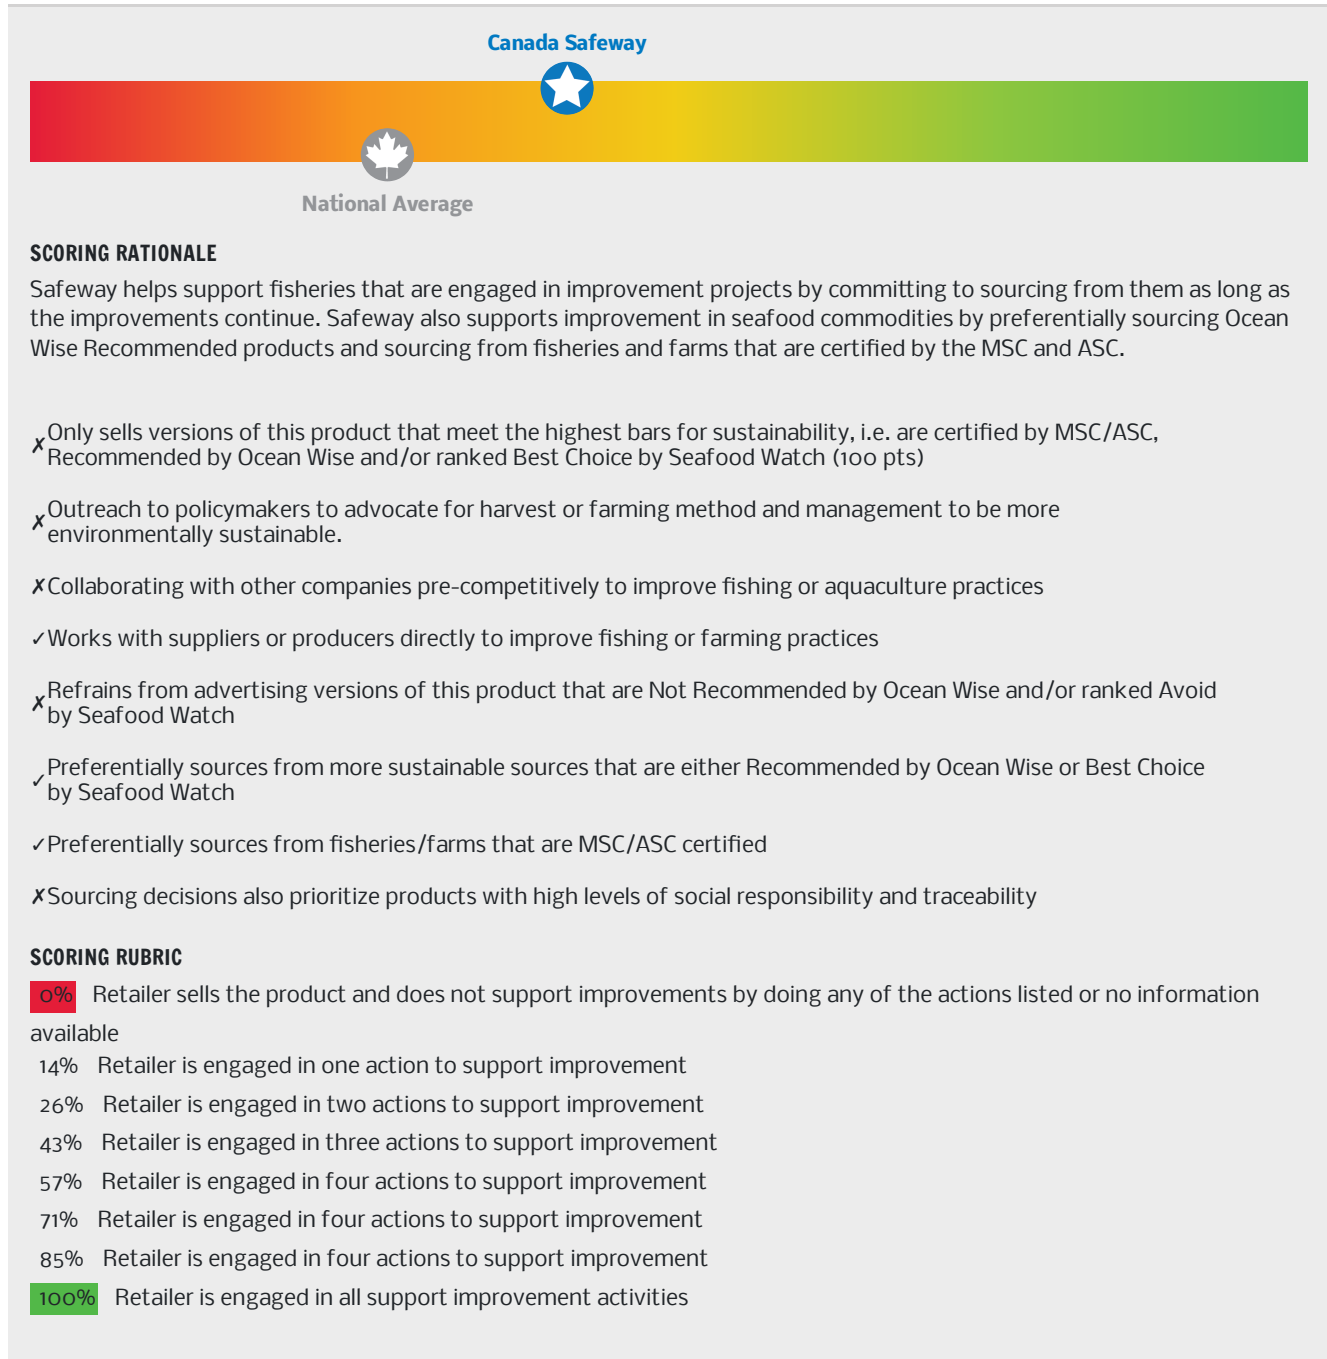 Canada Safeway
National Average
SCORING RATIONALE
Safeway helps support fisheries that are engaged in improvement projects by committing to sourcing from them as long as
the improvements continue. Safeway also supports improvement in seafood commodities by preferentially sourcing Ocean
Wise Recommended products and sourcing from fisheries and farms that are certified by the MSC and ASC.
✗ Only sells versions of this product that meet the highest bars for sustainability, i.e. are certified by MSC/ASC,
Recommended by Ocean Wise and/or ranked Best Choice by Seafood Watch (100 pts)
✗ Outreach to policymakers to advocate for harvest or farming method and management to be more
environmentally sustainable.
✗ Collaborating with other companies pre-competitively to improve fishing or aquaculture practices
✓ Works with suppliers or producers directly to improve fishing or farming practices
✗ Refrains from advertising versions of this product that are Not Recommended by Ocean Wise and/or ranked Avoid
by Seafood Watch
✓ Preferentially sources from more sustainable sources that are either Recommended by Ocean Wise or Best Choice
by Seafood Watch
✓ Preferentially sources from fisheries/farms that are MSC/ASC certified
✗ Sourcing decisions also prioritize products with high levels of social responsibility and traceability
SCORING RUBRIC
0% Retailer sells the product and does not support improvements by doing any of the actions listed or no information
available
14% Retailer is engaged in one action to support improvement
26% Retailer is engaged in two actions to support improvement
43% Retailer is engaged in three actions to support improvement
57% Retailer is engaged in four actions to support improvement
71% Retailer is engaged in four actions to support improvement
85% Retailer is engaged in four actions to support improvement
100% Retailer is engaged in all support improvement activities